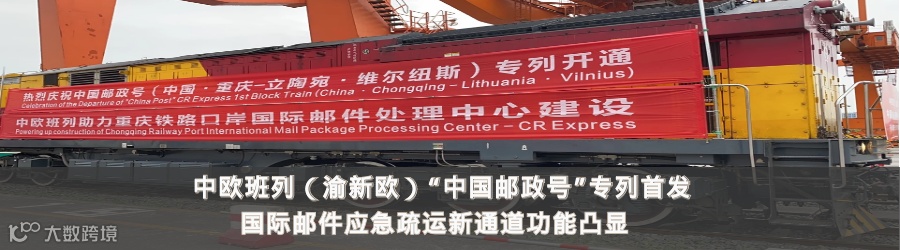 热烈庆祝中国邮政号（中国·重庆–立陶宛·维尔纽斯）专列开通
Celebration of the Departure of "China Post" CR Express 1st Block Train (China · Chongqing – Lithuania · Vilnius)
中欧班列助力重庆铁路口岸国际邮件处理中心建设
Powering up construction of Chongqing Railway Port International Mail Package Processing Center – CR Express
中欧班列（渝新欧）“中国邮政号”专列首发
国际邮件应急疏运新通道功能凸显
大数跨境